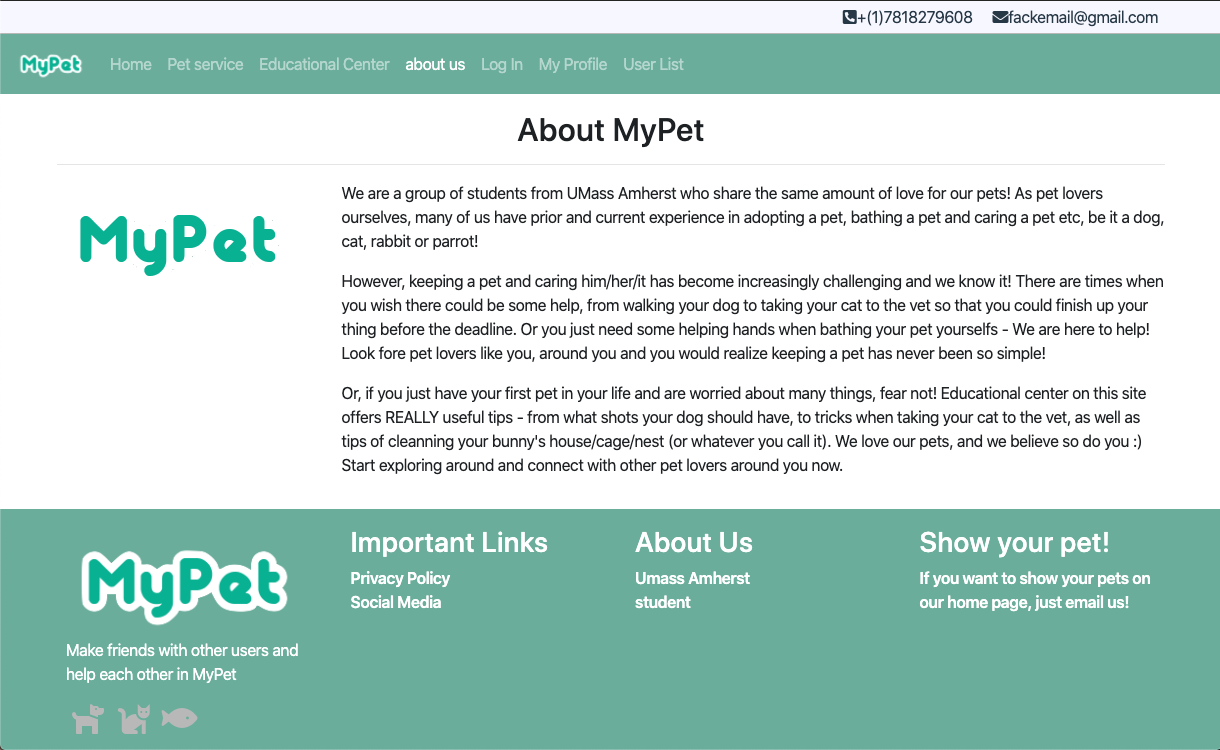 +(1)7818279608 fackemail@gmail.com
MyPet Home Pet service Educational Center about us Log In My Profile User List
About MyPet
MyPet
We are a group of students from UMass Amherst who share the same amount of love for our pets! As pet lovers
ourselves, many of us have prior and current experience in adopting a pet, bathing a pet and caring a pet etc, be it a dog,
cat, rabbit or parrot!
However, keeping a pet and caring him/her/it has become increasingly challenging and we know it! There are times when
you wish there could be some help, from walking your dog to taking your cat to the vet so that you could finish up your
thing before the deadline. Or you just need some helping hands when bathing your pet yourselfs - We are here to help!
Look fore pet lovers like you, around you and you would realize keeping a pet has never been so simple!
Or, if you just have your first pet in your life and are worried about many things, fear not! Educational center on this site
offers REALLY useful tips - from what shots your dog should have, to tricks when taking your cat to the vet, as well as
tips of cleanning your bunny's house/cage/nest (or whatever you call it). We love our pets, and we believe so do you :)
Start exploring around and connect with other pet lovers around you now.
MyPet
Make friends with other users and
help each other in MyPet
Important Links
Privacy Policy
Social Media
About Us
Umass Amherst
student
Show your pet!
If you want to show your pets on
our home page, just email us!